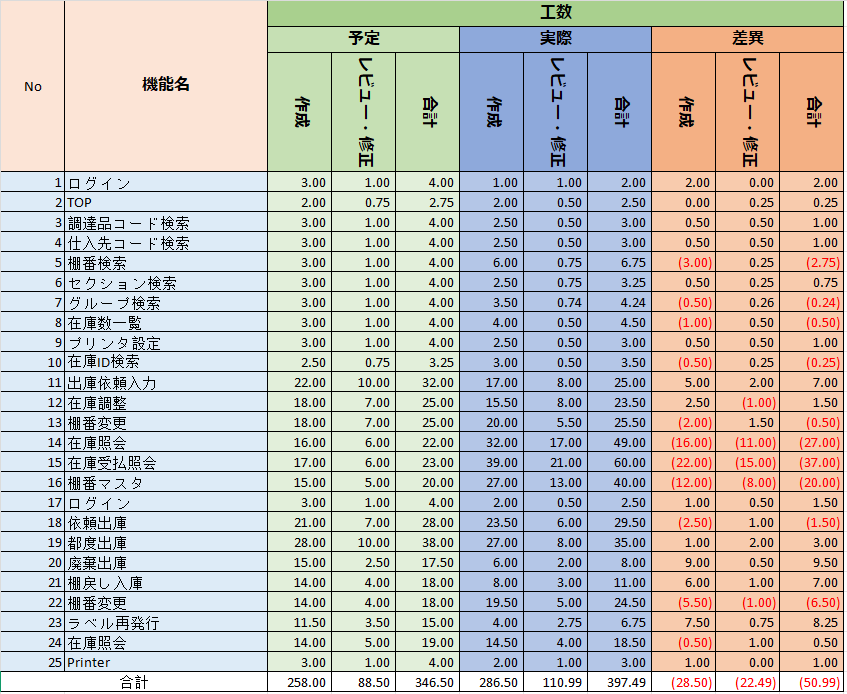 工数
No 機能名 予定 実際 差異
作成 レビュー・修正 合計 作成 レビュー・修正 合計 作成 レビュー・修正 合計
1 ログイン 3.00 1.00 4.00 1.00 1.00 2.00 2.00 0.00 2.00
2 TOP 2.00 0.75 2.75 2.00 0.50 2.50 0.00 0.25 0.25
3 調達品コード検索 3.00 1.00 4.00 2.50 0.50 3.00 0.50 0.50 1.00
4 仕入先コード検索 3.00 1.00 4.00 2.50 0.50 3.00 0.50 0.50 1.00
5 棚番検索 3.00 1.00 4.00 6.00 0.75 6.75 (3.00) 0.25 (2.75)
6 セクション検索 3.00 1.00 4.00 2.50 0.75 3.25 0.50 0.25 0.75
7 グループ検索 3.00 1.00 4.00 3.50 0.74 4.24 (0.50) 0.26 (0.24)
8 在庫数一覧 3.00 1.00 4.00 4.00 0.50 4.50 (1.00) 0.50 (0.50)
9 プリンタ設定 3.00 1.00 4.00 2.50 0.50 3.00 0.50 0.50 1.00
10 在庫ID検索 2.50 0.75 3.25 3.00 0.50 3.50 (0.50) 0.25 (0.25)
11 出庫依頼入力 22.00 10.00 32.00 17.00 8.00 25.00 5.00 2.00 7.00
12 在庫調整 18.00 7.00 25.00 15.50 8.00 23.50 2.50 (1.00) 1.50
13 棚番変更 18.00 7.00 25.00 20.00 5.50 25.50 (2.00) 1.50 (0.50)
14 在庫照会 16.00 6.00 22.00 32.00 17.00 49.00 (16.00) (11.00) (27.00)
15 在庫受払照会 17.00 6.00 23.00 39.00 21.00 60.00 (22.00) (15.00) (37.00)
16 棚番マスタ 15.00 5.00 20.00 27.00 13.00 40.00 (12.00) (8.00) (20.00)
17 ログイン 3.00 1.00 4.00 2.00 0.50 2.50 1.00 0.50 1.50
18 依頼出庫 21.00 7.00 28.00 23.50 6.00 29.50 (2.50) 1.00 (1.50)
19 都度出庫 28.00 10.00 38.00 27.00 8.00 35.00 1.00 2.00 3.00
20 廃棄出庫 15.00 2.50 17.50 6.00 2.00 8.00 9.00 0.50 9.50
21 棚戻し入庫 14.00 4.00 18.00 8.00 3.00 11.00 6.00 1.00 7.00
22 棚番変更 14.00 4.00 18.00 19.50 5.00 24.50 (5.50) (1.00) (6.50)
23 ラベル再発行 11.50 3.50 15.00 4.00 2.75 6.75 7.50 0.75 8.25
24 在庫照会 14.00 5.00 19.00 14.50 4.00 18.50 (0.50) 1.00 0.50
25 Printer 3.00 1.00 4.00 2.00 1.00 3.00 1.00 0.00 1.00
合計 258.00 88.50 346.50 286.50 110.99 397.49 (28.50) (22.49) (50.99)